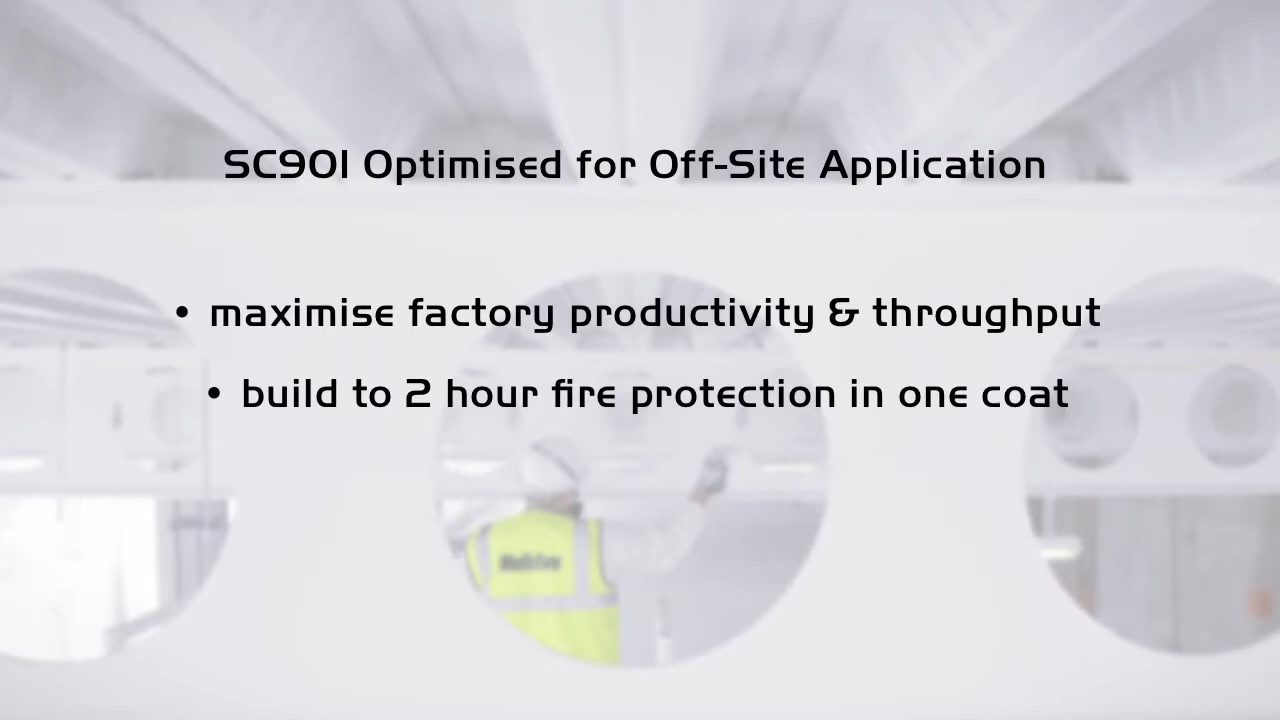 SC901 Optimised for Off-Site Application
• maximise factory productivity & throughput
• build to 2 hour fire protection in one coat